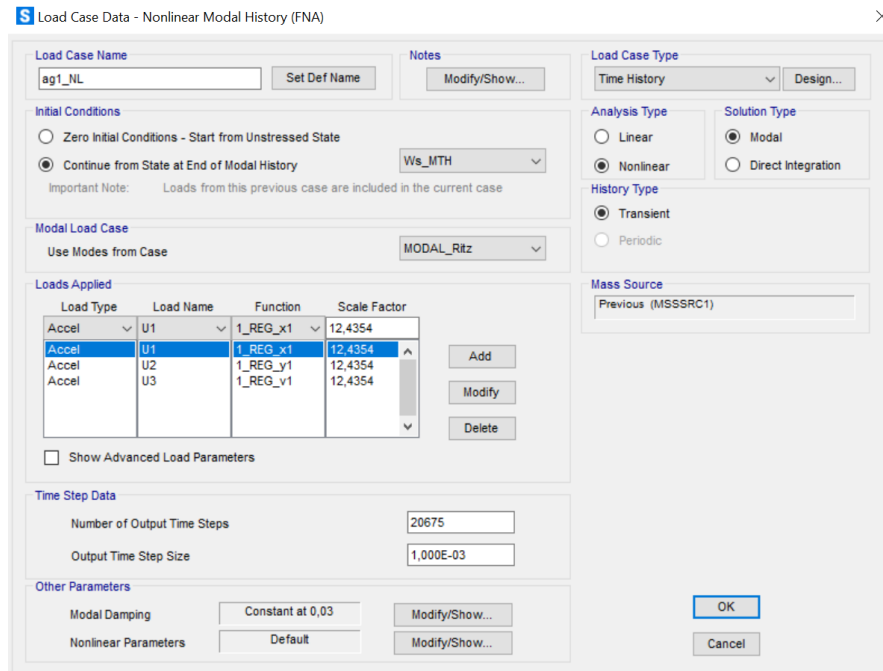 S Load Case Data - Nonlinear Modal History (FNA)
Load Case Name
ag1_NL
Set Def Name
Notes
Modify/Show...
Load Case Type
Time History
Design...
Initial Conditions
Zero Initial Conditions - Start from Unstressed State
Continue from State at End of Modal History
Ws_MTH
Important Note: Loads from this previous case are included in the current case
Analysis Type
Linear
Nonlinear
Solution Type
Modal
Direct Integration
History Type
Transient
Periodic
Modal Load Case
Use Modes from Case
MODAL_Ritz
Loads Applied
Load Type Load Name Function Scale Factor
Accel U1 1_REG_x1 12,4354
Accel U1 1_REG_x1 12,4354
Accel U2 1_REG_y1 12,4354
Accel U3 1_REG_v1 12,4354
Add
Modify
Delete
Show Advanced Load Parameters
Mass Source
Previous (MSSSRC1)
Time Step Data
Number of Output Time Steps 20675
Output Time Step Size 1,000E-03
Other Parameters
Modal Damping Constant at 0,03 Modify/Show...
Nonlinear Parameters Default Modify/Show...
OK
Cancel